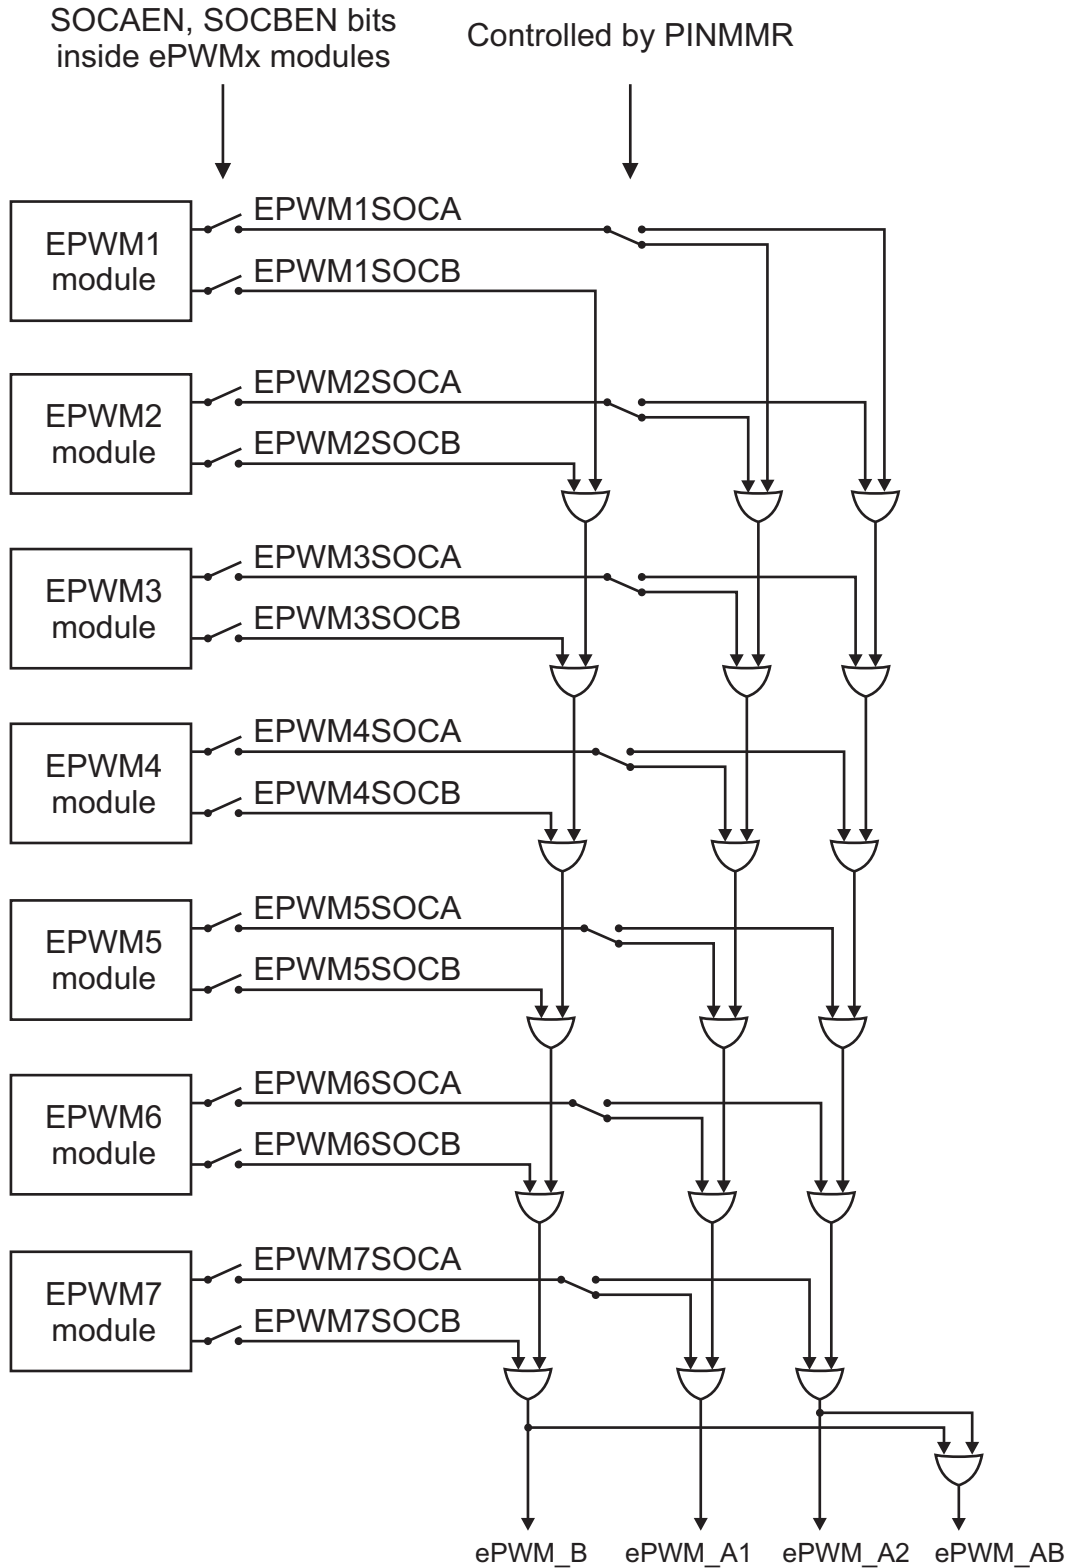 SOCAEN, SOCBEN bits
inside ePWMx modules
Controlled by PINMMR
EPWM1
module
EPWM1SOCA
EPWM1SOCB
EPWM2
module
EPWM2SOCA
EPWM2SOCB
EPWM3
module
EPWM3SOCA
EPWM3SOCB
EPWM4
module
EPWM4SOCA
EPWM4SOCB
EPWM5
module
EPWM5SOCA
EPWM5SOCB
EPWM6
module
EPWM6SOCA
EPWM6SOCB
EPWM7
module
EPWM7SOCA
EPWM7SOCB
ePWM_B ePWM_A1 ePWM_A2 ePWM_AB